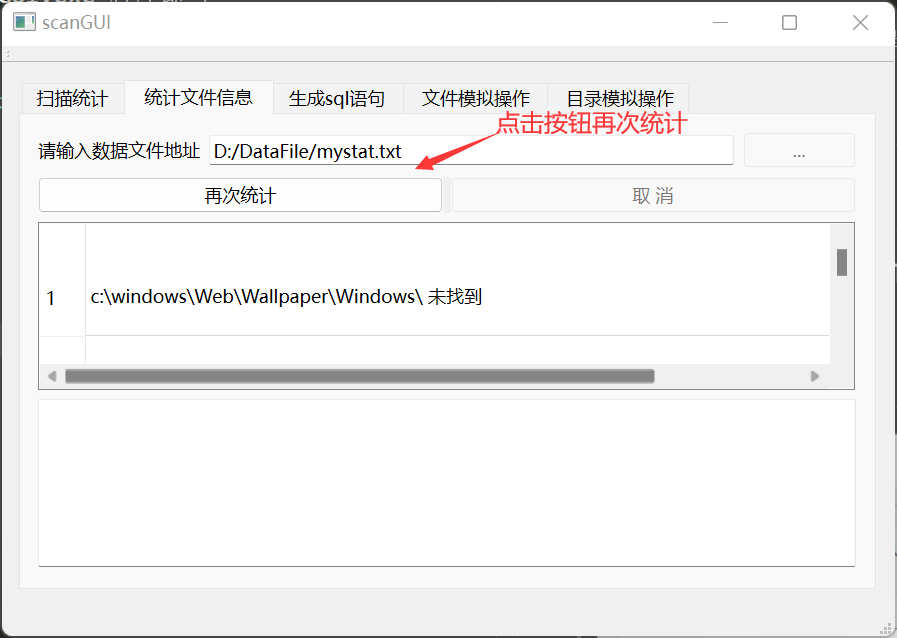 scanGUI
扫描统计 统计文件信息 生成sql语句 文件模拟操作 目录模拟操作
点击按钮再次统计
请输入数据文件地址 D:/DataFile/mystat.txt ...
再次统计 取 消
1 c:\windows\Web\Wallpaper\Windows\ 未找到